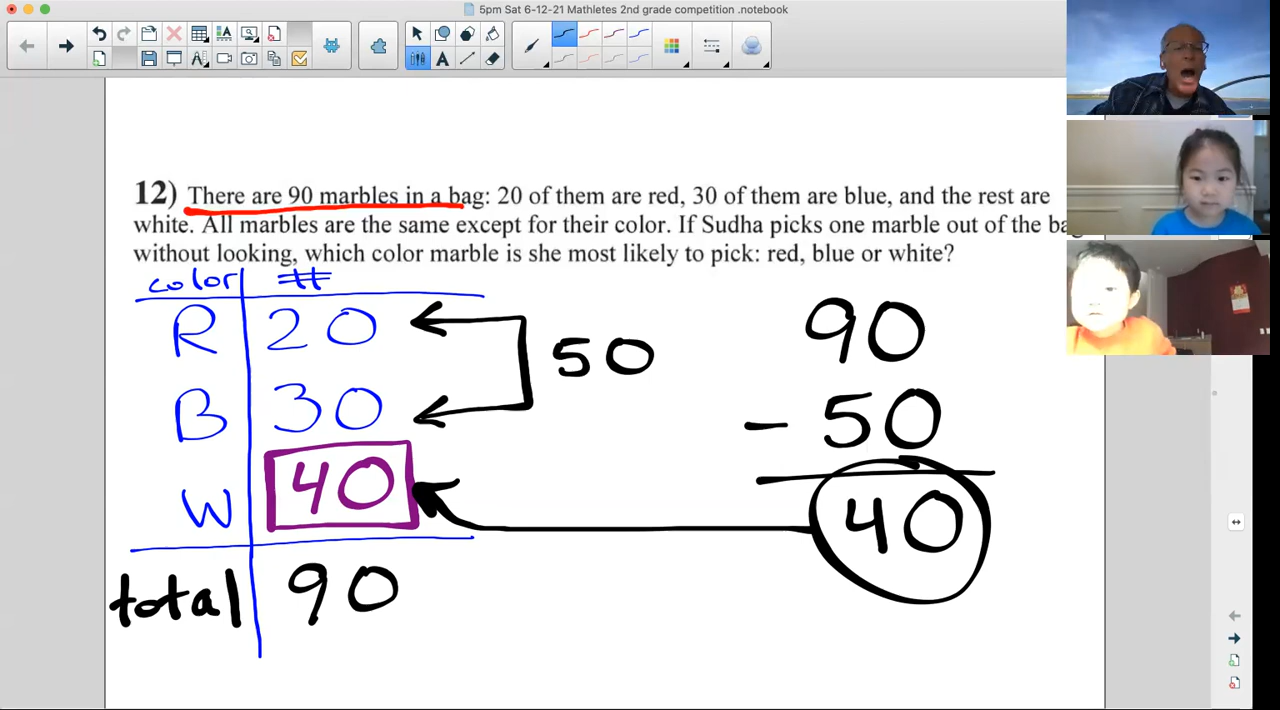 5pm Sat 6-12-21 Mathletes 2nd grade competition .notebook
12) There are 90 marbles in a bag: 20 of them are red, 30 of them are blue, and the rest are
white. All marbles are the same except for their color. If Sudha picks one marble out of the bag
without looking, which color marble is she most likely to pick: red, blue or white?
color #
R 20
B 30
W 40
total 90
50
90
- 50
40